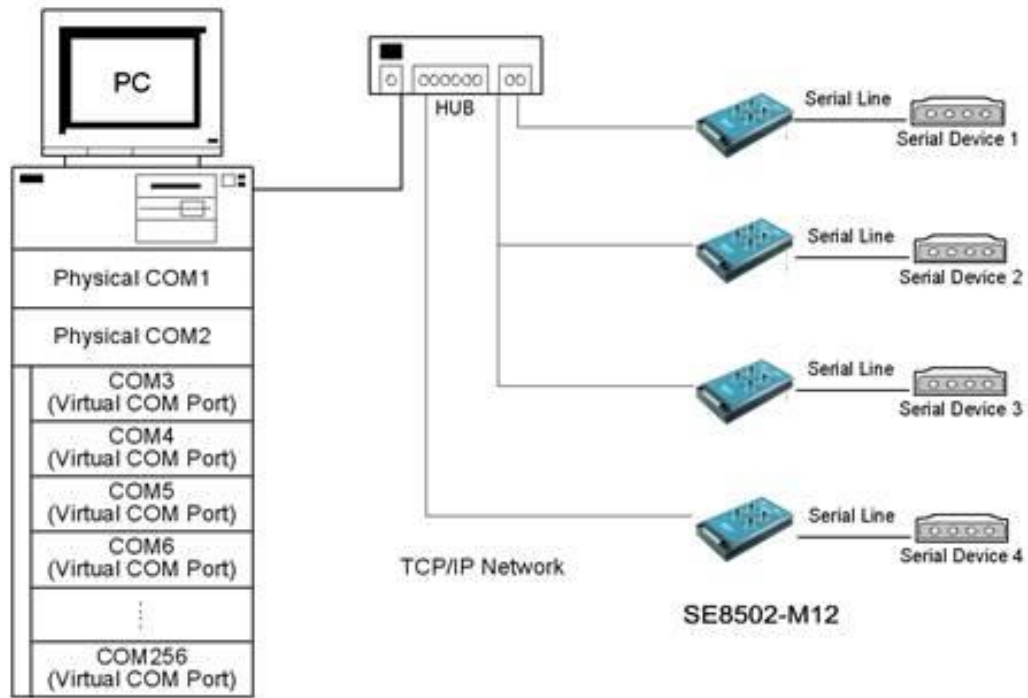 PC
HUB
Physical COM1
Physical COM2
COM3
(Virtual COM Port)
COM4
(Virtual COM Port)
COM5
(Virtual COM Port)
COM6
(Virtual COM Port)
COM256
(Virtual COM Port)
TCP/IP Network
Serial Line
Serial Device 1
Serial Line
Serial Device 2
Serial Line
Serial Device 3
Serial Line
Serial Device 4
SE8502-M12